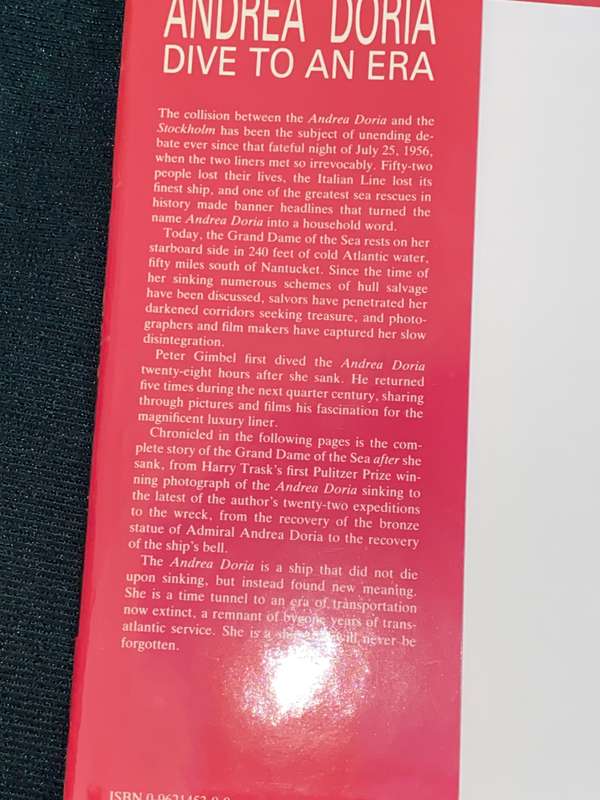 ANDREA DORIA
DIVE TO AN ERA
The collision between the Andrea Doria and the
Stockholm has been the subject of unending de-
bate ever since that fateful night of July 25, 1956,
when the two liners met so irrevocably. Fifty-two
people lost their lives, the Italian Line lost its
finest ship, and one of the greatest sea rescues in
history made banner headlines that turned the
name Andrea Doria into a household word.
Today, the Grand Dame of the Sea rests on her
starboard side in 240 feet of cold Atlantic water,
fifty miles south of Nantucket. Since the time of
her sinking numerous schemes of hull salvage
have been discussed, salvors have penetrated her
darkened corridors seeking treasure, and photo-
graphers and film makers have captured her slow
disintegration.
Peter Gimbel first dived the Andrea Doria
twenty-eight hours after she sank. He returned
five times during the next quarter century, sharing
through pictures and films his fascination for the
magnificent luxury liner.
Chronicled in the following pages is the com-
plete story of the Grand Dame of the Sea after she
sank, from Harry Trask's first Pulitzer Prize win-
ning photograph of the Andrea Doria sinking to
the latest of the author's twenty-two expeditions
to the wreck, from the recovery of the bronze
statue of Admiral Andrea Doria to the recovery
of the ship's bell.
The Andrea Doria is a ship that did not die
upon sinking, but instead found new meaning.
She is a time tunnel to an era of transportation
now extinct, a remnant of bygone years of trans-
atlantic service. She is a will never be
forgotten.
ISBN